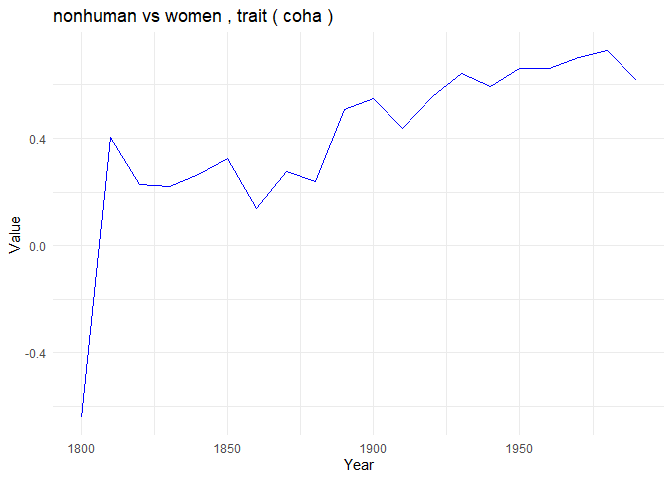 nonhuman vs women , trait ( coha )
0.4
0.0
-0.4
Value
1800 1850 1900 1950
Year